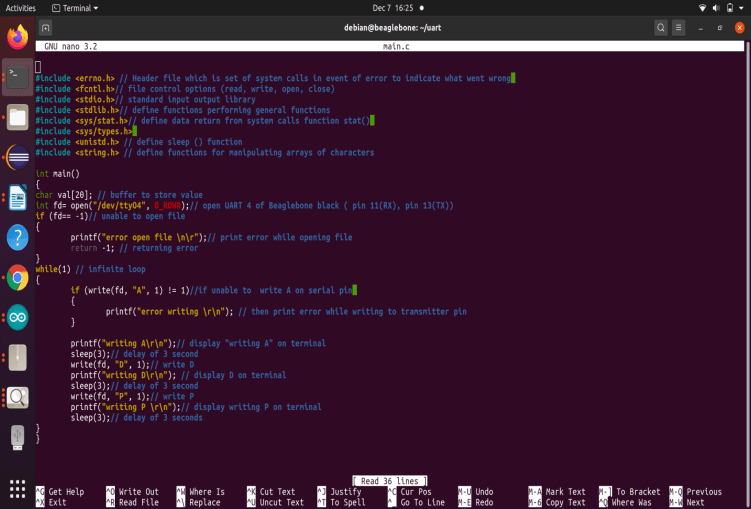 Activities Terminal Dec 7 16:25
debian@beaglebone: ~/uart
GNU nano 3.2 main.c
#include <errno.h> // Header file which is set of system calls in event of error to indicate what went wrong
#include <fcntl.h>// file control options (read, write, open, close)
#include <stdio.h>// standard input output library
#include <stdlib.h>// define functions performing general functions
#include <sys/stat.h>// define data return from system calls function stat()
#include <sys/types.h>
#include <unistd.h> // define sleep () function
#include <string.h> // define functions for manipulating arrays of characters
int main()
{
char val[20]; // buffer to store value
int fd= open("/dev/ttyO4", O_RDWR);// open UART 4 of Beaglebone black ( pin 11(RX), pin 13(TX))
if (fd== -1)// unable to open file
{
printf("error open file \n\r");// print error while opening file
return -1; // returning error
}
while(1) // infinite loop
{
if (write(fd, "A", 1) != 1)//if unable to write A on serial pin
{
printf("error writing \r\n"); // then print error while writing to transmitter pin
}
printf("writing A\r\n");// display "writing A" on terminal
sleep(3);// delay of 3 second
write(fd, "D", 1);// write D
printf("writing D\r\n"); // display D on terminal
sleep(3);// delay of 3 second
write(fd, "P", 1);// write P
printf("writing P \r\n");// display writing P on terminal
sleep(3);// delay of 3 seconds
}
}
[ Read 36 lines ]
^G Get Help ^O Write Out ^W Where Is ^K Cut Text ^J Justify ^C Cur Pos M-U Undo M-A Mark Text M-] To Bracket M-Q Previous
^X Exit ^R Read File ^\ Replace ^U Uncut Text ^T To Spell ^_ Go To Line M-E Redo M-6 Copy Text ^Q Where Was M-W Next